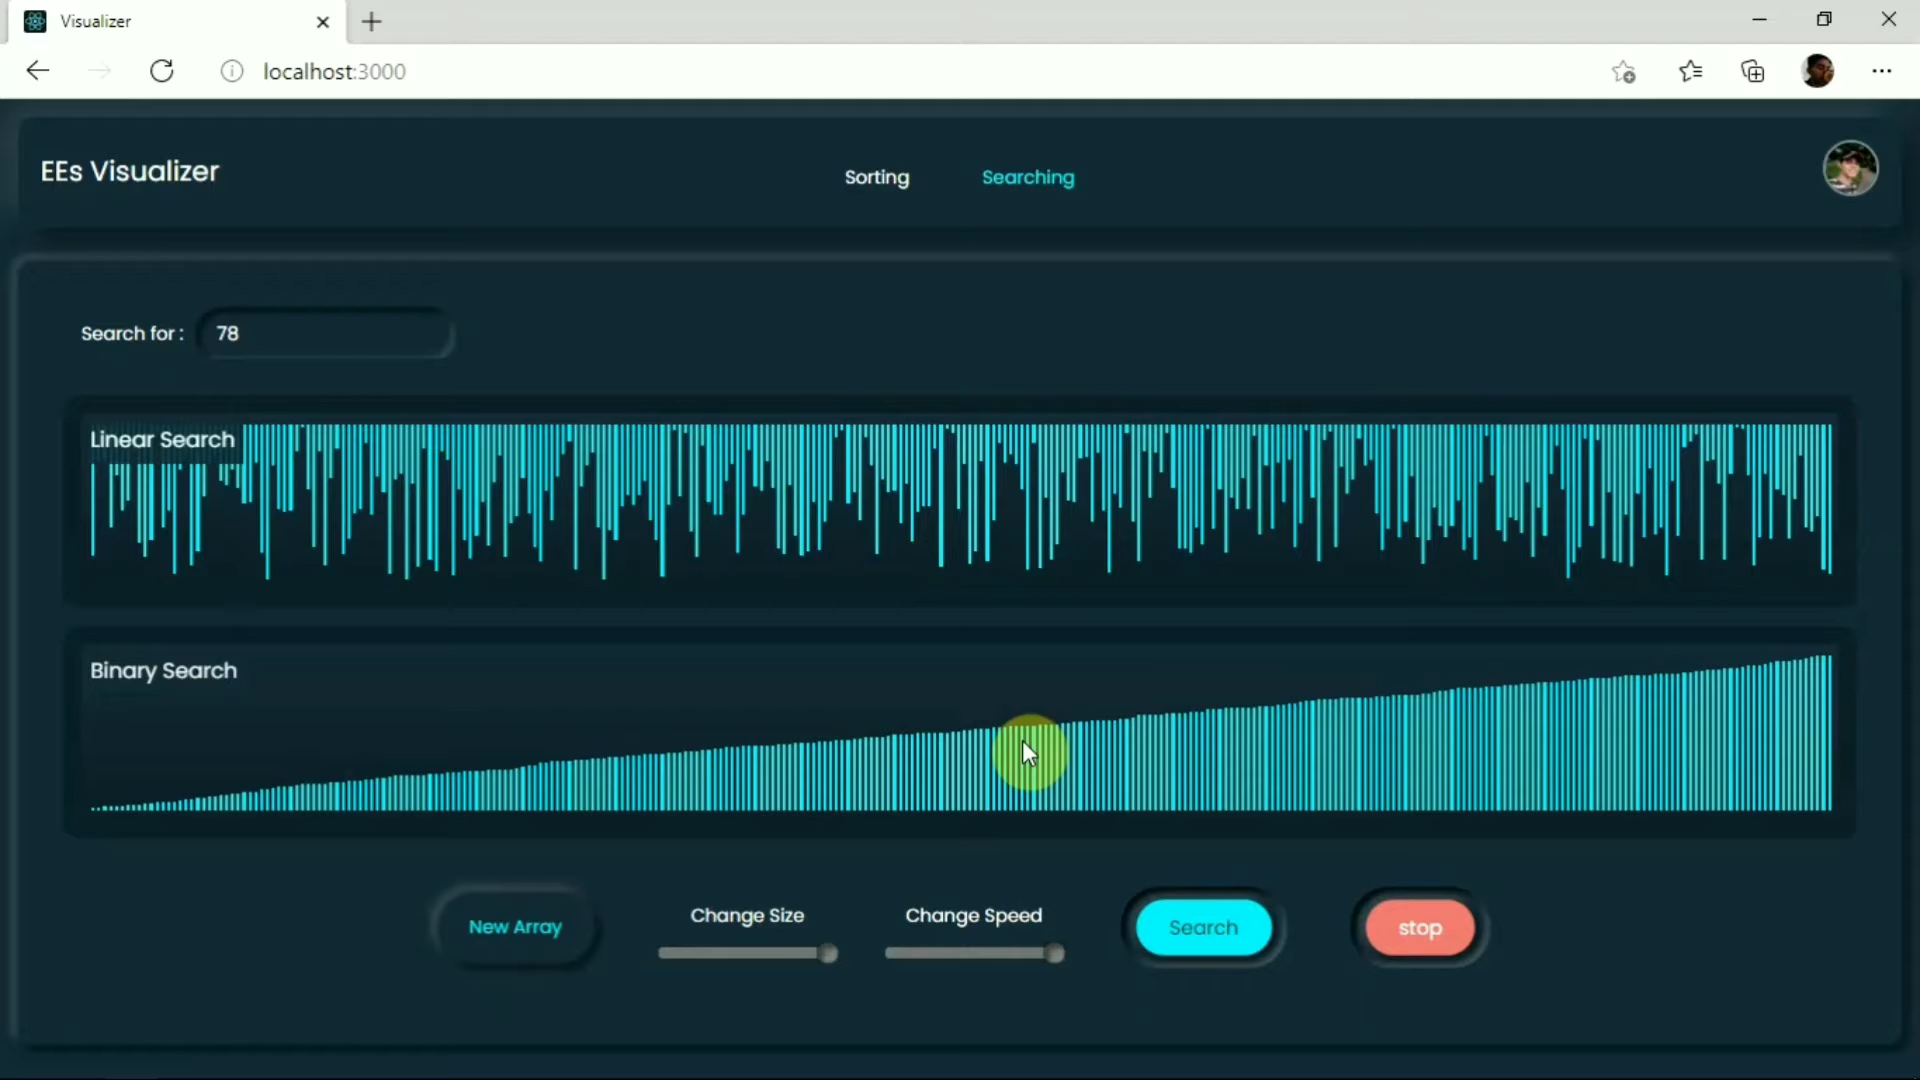 Visualizer
localhost:3000
EEs Visualizer
Sorting
Searching
Search for :
78
Linear Search
Binary Search
New Array
Change Size
Change Speed
Search
stop